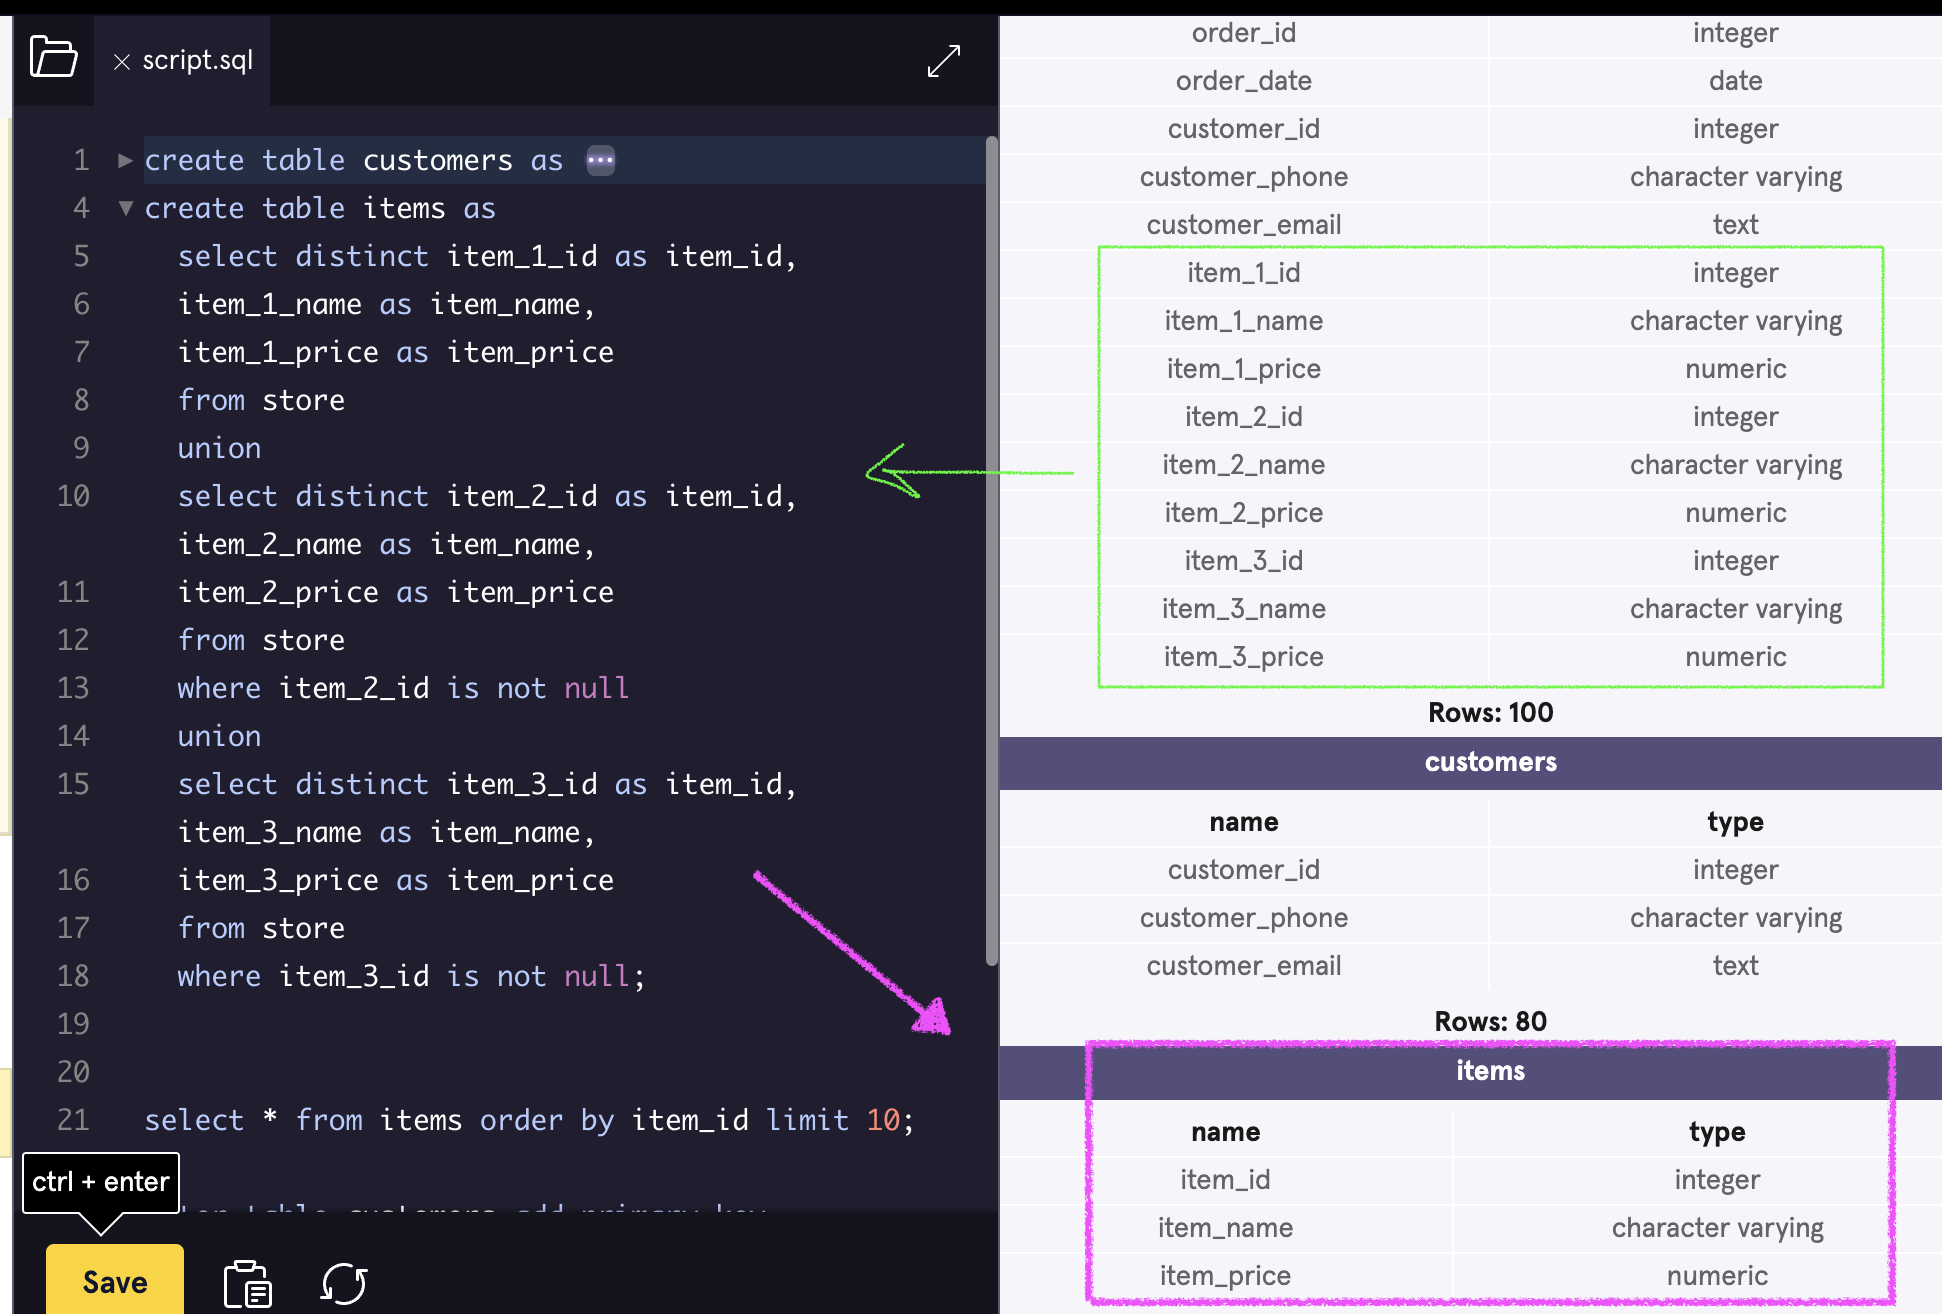 script.sql
1 create table customers as
4 create table items as
5 select distinct item_1_id as item_id,
6 item_1_name as item_name,
7 item_1_price as item_price
8 from store
9 union
10 select distinct item_2_id as item_id,
item_2_name as item_name,
11 item_2_price as item_price
12 from store
13 where item_2_id is not null
14 union
15 select distinct item_3_id as item_id,
item_3_name as item_name,
16 item_3_price as item_price
17 from store
18 where item_3_id is not null;
19
20
21 select * from items order by item_id limit 10;
table customers add primary key
ctrl + enter
Save
order_id integer
order_date date
customer_id integer
customer_phone character varying
customer_email text
item_1_id integer
item_1_name character varying
item_1_price numeric
item_2_id integer
item_2_name character varying
item_2_price numeric
item_3_id integer
item_3_name character varying
item_3_price numeric
Rows: 100
customers
name type
customer_id integer
customer_phone character varying
customer_email text
Rows: 80
items
name type
item_id integer
item_name character varying
item_price numeric